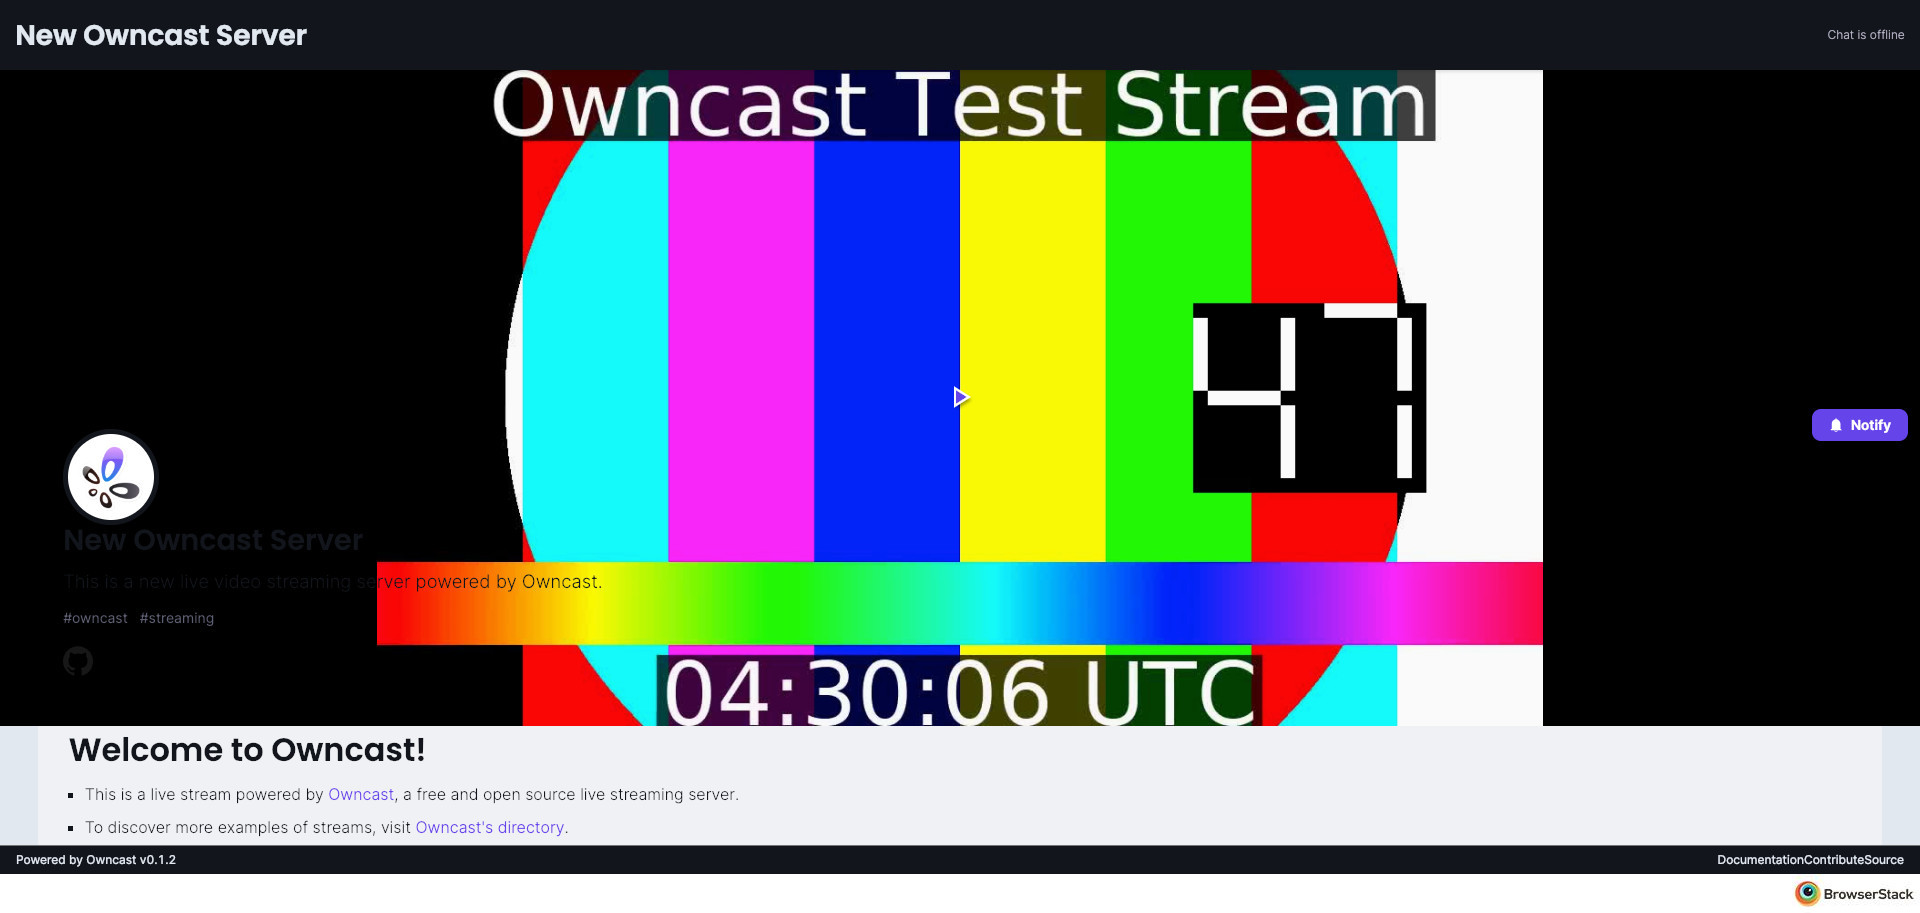 New Owncast Server
Chat is offline
Owncast Test Stream
47
Notify
New Owncast Server
This is a new live video streaming server powered by Owncast.
#owncast #streaming
04:30:06 UTC
Welcome to Owncast!
This is a live stream powered by Owncast, a free and open source live streaming server.
To discover more examples of streams, visit Owncast's directory.
Powered by Owncast v0.1.2
DocumentationContributeSource
BrowserStack